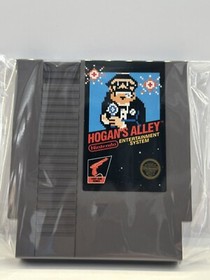 HOGAN'S ALLEY
Nintendo
ENTERTAINMENT
SYSTEM